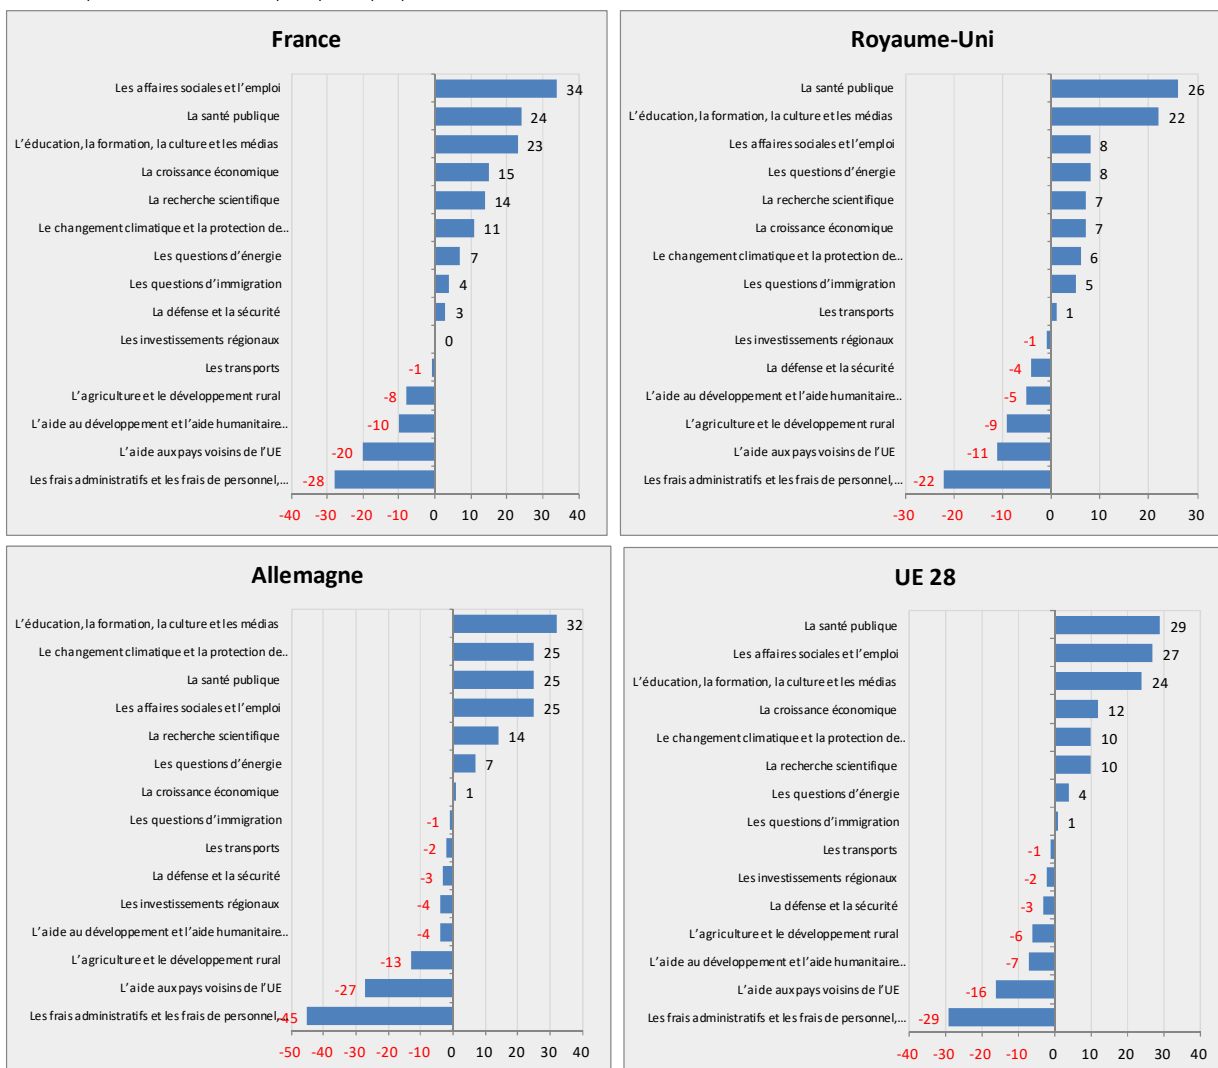 France
Les affaires sociales et l'emploi 34
La santé publique 24
L'éducation, la formation, la culture et les médias 23
La croissance économique 15
La recherche scientifique 14
Le changement climatique et la protection de... 11
Les questions d'énergie 7
Les questions d'immigration 4
La défense et la sécurité 3
Les investissements régionaux 0
Les transports -1
L'agriculture et le développement rural -8
L'aide au développement et l'aide humanitaire... -10
L'aide aux pays voisins de l'UE -20
Les frais administratifs et les frais de personnel,... -28
-40 -30 -20 -10 0 10 20 30 40
Royaume-Uni
La santé publique 26
L'éducation, la formation, la culture et les médias 22
Les affaires sociales et l'emploi 8
Les questions d'énergie 8
La recherche scientifique 7
La croissance économique 7
Le changement climatique et la protection de... 6
Les questions d'immigration 5
Les transports 1
Les investissements régionaux -1
La défense et la sécurité -4
L'aide au développement et l'aide humanitaire... -5
L'agriculture et le développement rural -9
L'aide aux pays voisins de l'UE -11
Les frais administratifs et les frais de personnel,... -22
-30 -20 -10 0 10 20 30
Allemagne
L'éducation, la formation, la culture et les médias 32
Le changement climatique et la protection de.. 25
La santé publique 25
Les affaires sociales et l'emploi 25
La recherche scientifique 14
Les questions d'énergie 7
La croissance économique 1
Les questions d'immigration -1
Les transports -2
La défense et la sécurité -3
Les investissements régionaux -4
L'aide au développement et l'aide humanitaire... -4
L'agriculture et le développement rural -13
L'aide aux pays voisins de l'UE -27
Les frais administratifs et les frais de personnel, -45
-50 -40 -30 -20 -10 0 10 20 30 40
UE 28
La santé publique 29
Les affaires sociales et l'emploi 27
L'éducation, la formation, la culture et les médias 24
La croissance économique 12
Le changement climatique et la protection de.. 10
La recherche scientifique 10
Les questions d'énergie 4
Les questions d'immigration 1
Les transports -1
Les investissements régionaux -2
La défense et la sécurité -3
L'agriculture et le développement rural -6
L'aide au développement et l'aide humanitaire... -7
L'aide aux pays voisins de l'UE -16
Les frais administratifs et les frais de personnel,... -29
-40 -30 -20 -10 0 10 20 30 40